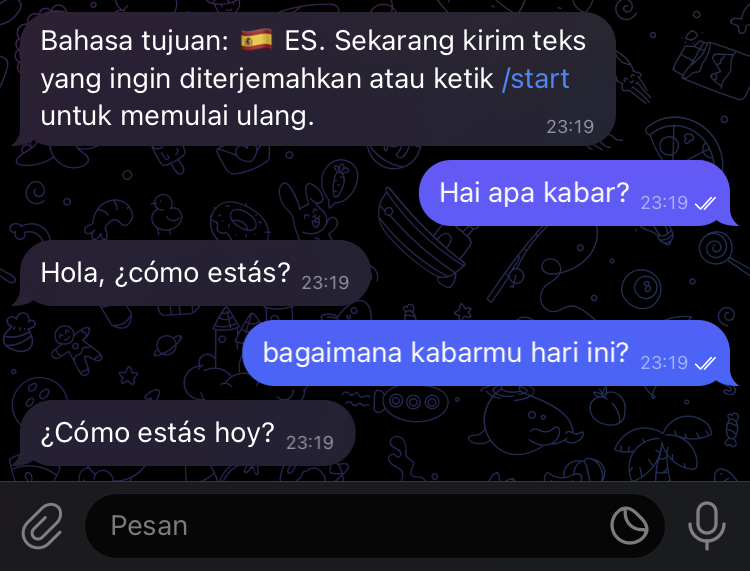 Bahasa tujuan: 🇪🇸 ES. Sekarang kirim teks
yang ingin diterjemahkan atau ketik /start
untuk memulai ulang.
23:19
Hai apa kabar? 23:19
Hola, ¿cómo estás? 23:19
bagaimana kabarmu hari ini? 23:19
¿Cómo estás hoy? 23:19
Pesan